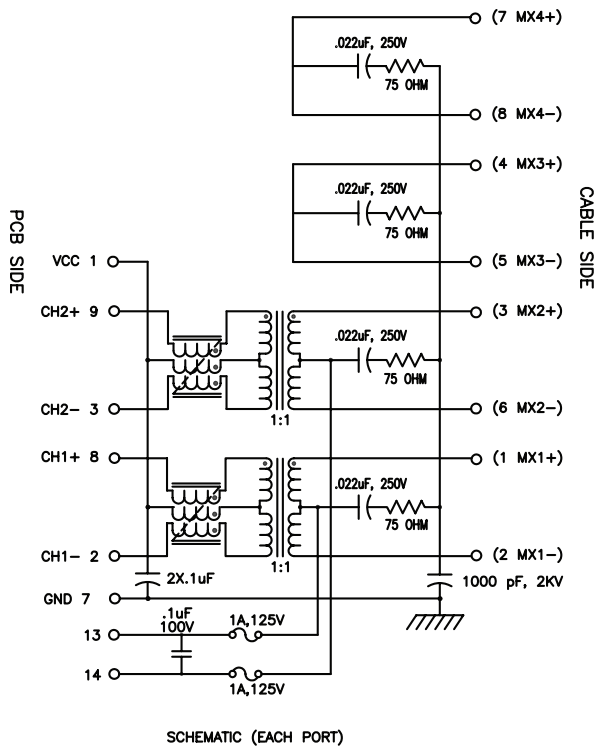 (7 MX4+)
.022uF, 250V
75 OHM
(8 MX4-)
(4 MX3+)
.022uF, 250V
75 OHM
(5 MX3-)
PCB SIDE
CABLE SIDE
VCC 1
CH2+ 9
(3 MX2+)
.022uF, 250V
75 OHM
CH2- 3
(6 MX2-)
1:1
CH1+ 8
(1 MX1+)
.022uF, 250V
75 OHM
CH1- 2
(2 MX1-)
1:1
2X.1uF
1000 pF, 2KV
GND 7
.1uF
100V
1A,125V
13
14
1A,125V
SCHEMATIC (EACH PORT)